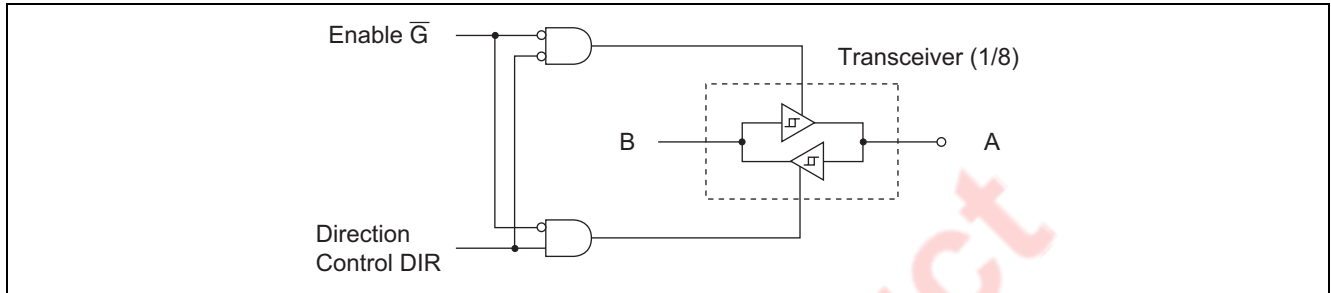 Enable G̅
Transceiver (1/8)
B
A
Direction
Control DIR